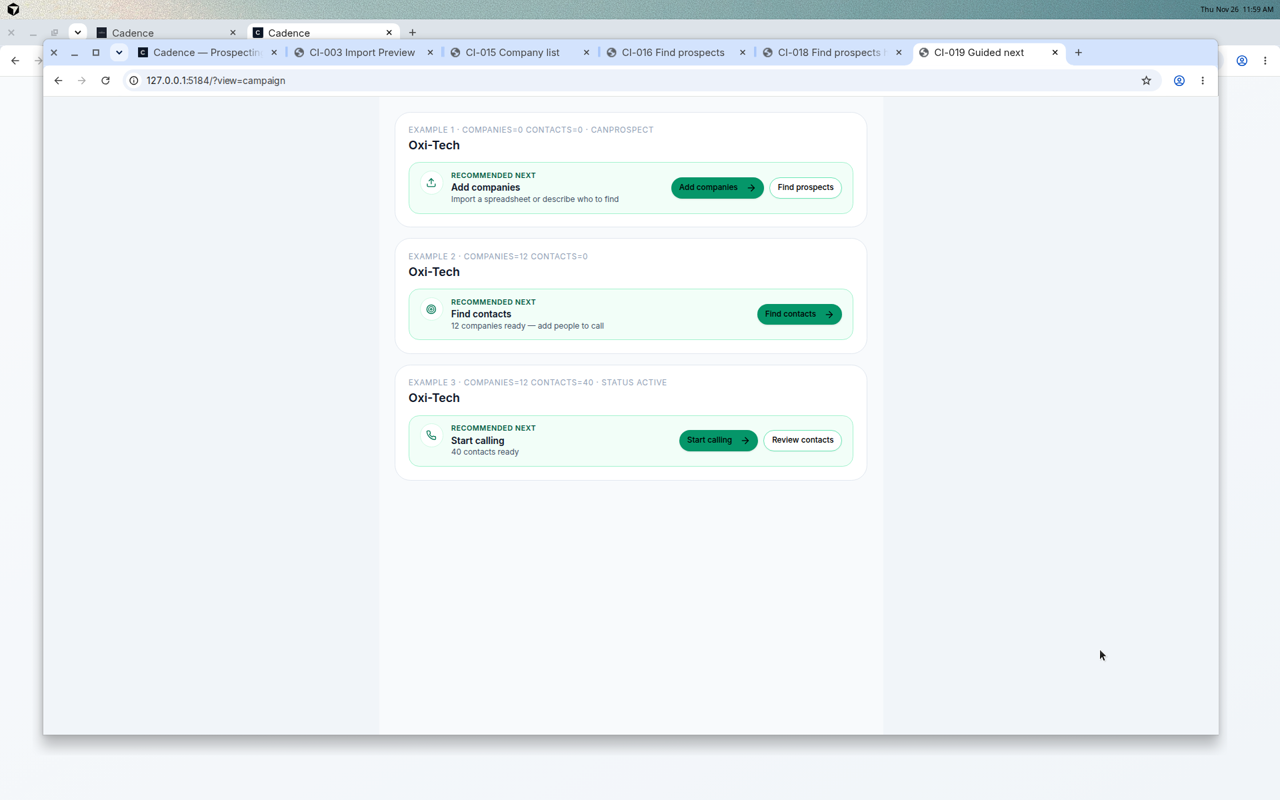 Thu Nov 26 11:59 AM
Cadence
Cadence
Cadence — Prospectin
CI-003 Import Preview
CI-015 Company list
CI-016 Find prospects
CI-018 Find prospects
CI-019 Guided next
127.0.0.1:5184/?view=campaign
EXAMPLE 1 · COMPANIES=0 CONTACTS=0 · CANPROSPECT
Oxi-Tech
RECOMMENDED NEXT
Add companies
Import a spreadsheet or describe who to find
Add companies
Find prospects
EXAMPLE 2 · COMPANIES=12 CONTACTS=0
Oxi-Tech
RECOMMENDED NEXT
Find contacts
12 companies ready — add people to call
Find contacts
EXAMPLE 3 · COMPANIES=12 CONTACTS=40 · STATUS ACTIVE
Oxi-Tech
RECOMMENDED NEXT
Start calling
40 contacts ready
Start calling
Review contacts